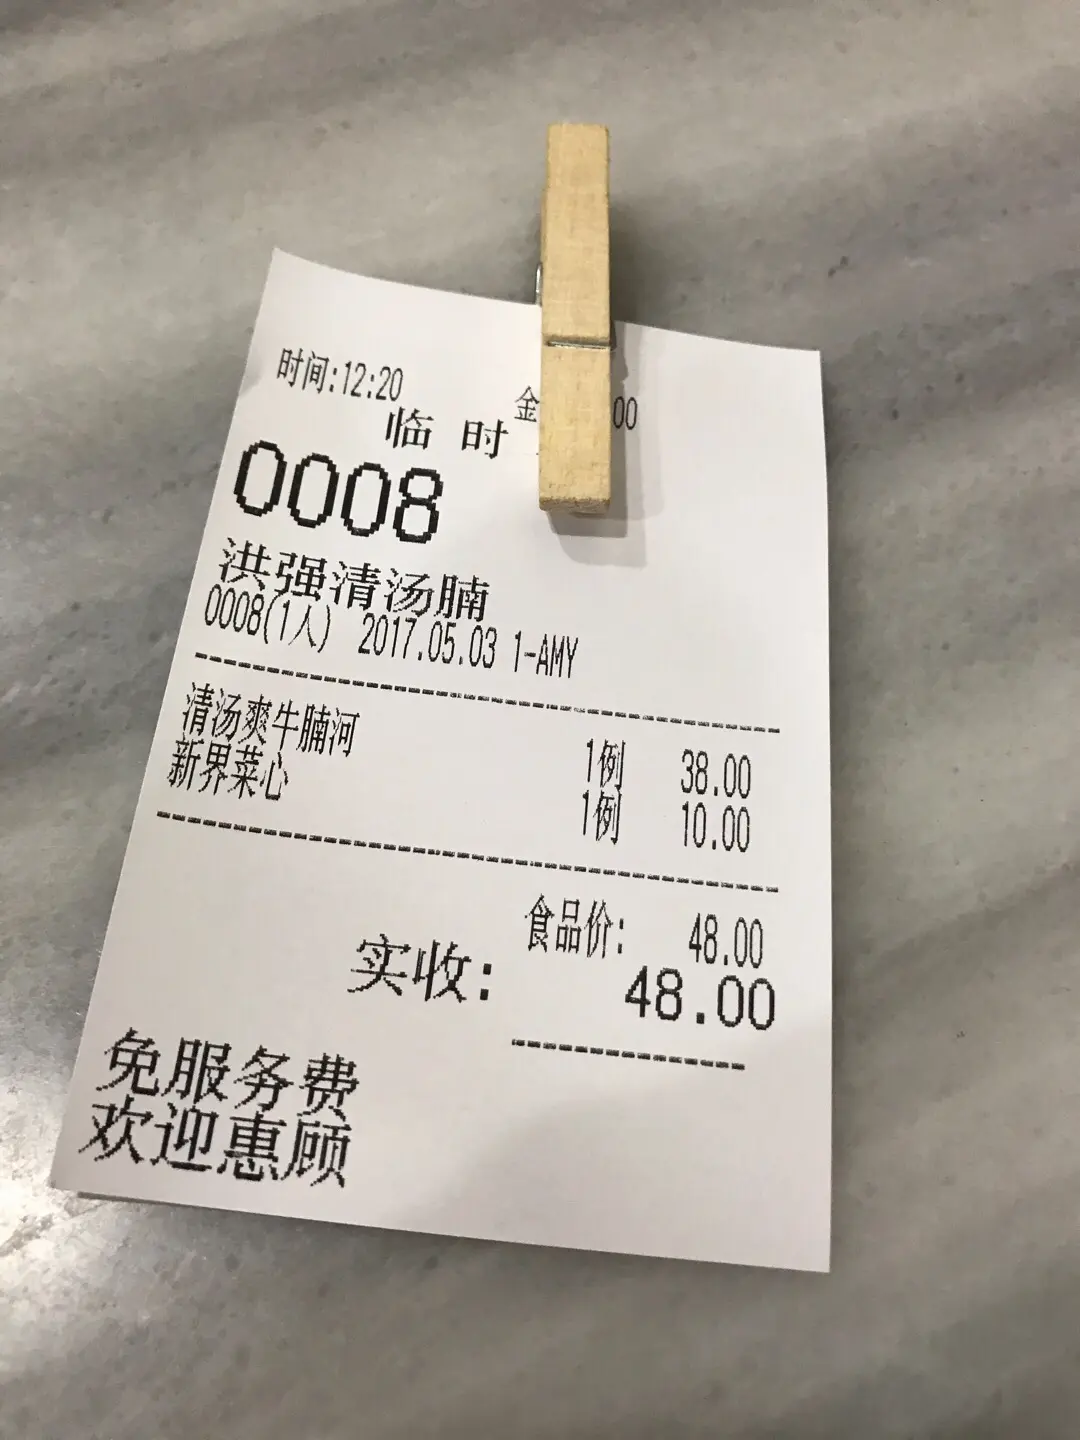 时间:12:20
金 00
临 时
0008
洪强清汤腩
0008(1人) 2017.05.03 1-AMY
清汤爽牛腩河 1例 38.00
新界菜心 1例 10.00
食品价: 48.00
实收: 48.00
免服务费
欢迎惠顾